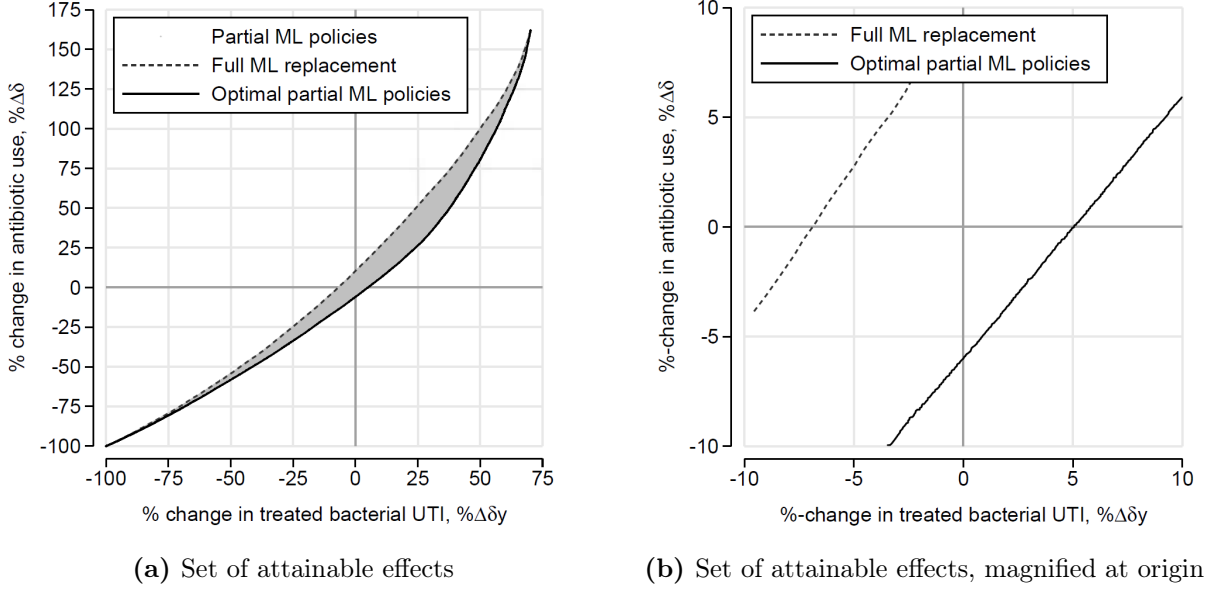 175
150
125
100
75
50
25
0
-25
-50
-75
-100
% change in antibiotic use, %Δδ
Partial ML policies
Full ML replacement
Optimal partial ML policies
-100 -75 -50 -25 0 25 50 75
% change in treated bacterial UTI, %Δδy
(a) Set of attainable effects
10
5
0
-5
-10
%-change in antibiotic use, %Δδ
Full ML replacement
Optimal partial ML policies
-10 -5 0 5 10
%-change in treated bacterial UTI, %Δδy
(b) Set of attainable effects, magnified at origin